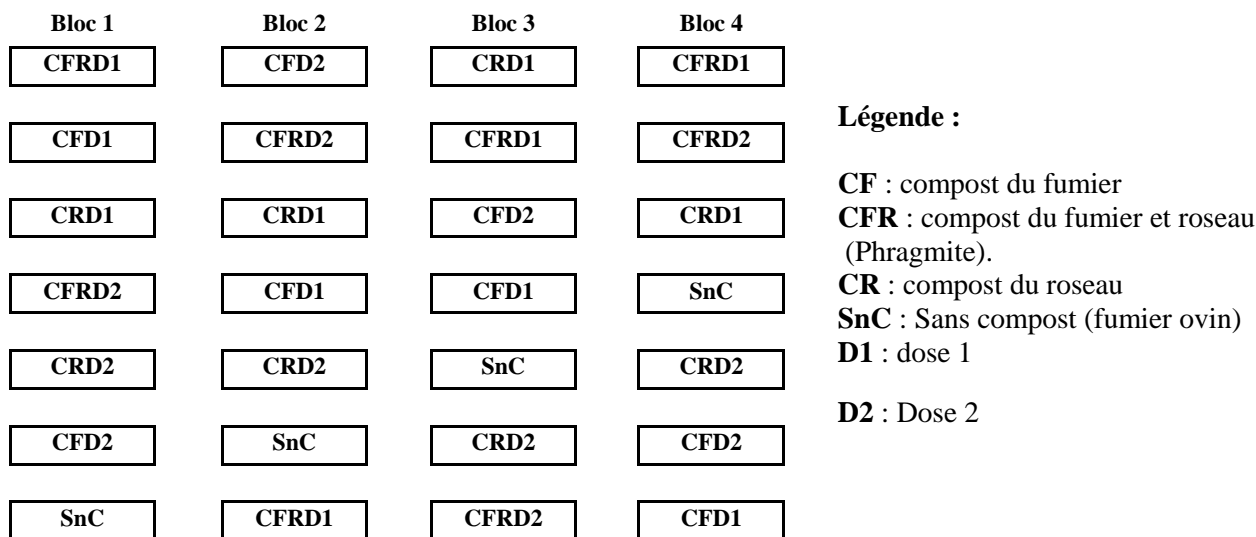 Bloc 1 Bloc 2 Bloc 3 Bloc 4
CFRD1 CFD2 CRD1 CFRD1
CFD1 CFRD2 CFRD1 CFRD2
CRD1 CRD1 CFD2 CRD1
CFRD2 CFD1 CFD1 SnC
CRD2 CRD2 SnC CRD2
CFD2 SnC CRD2 CFD2
SnC CFRD1 CFRD2 CFD1
Légende :
CF : compost du fumier
CFR : compost du fumier et roseau
(Phragmite).
CR : compost du roseau
SnC : Sans compost (fumier ovin)
D1 : dose 1
D2 : Dose 2